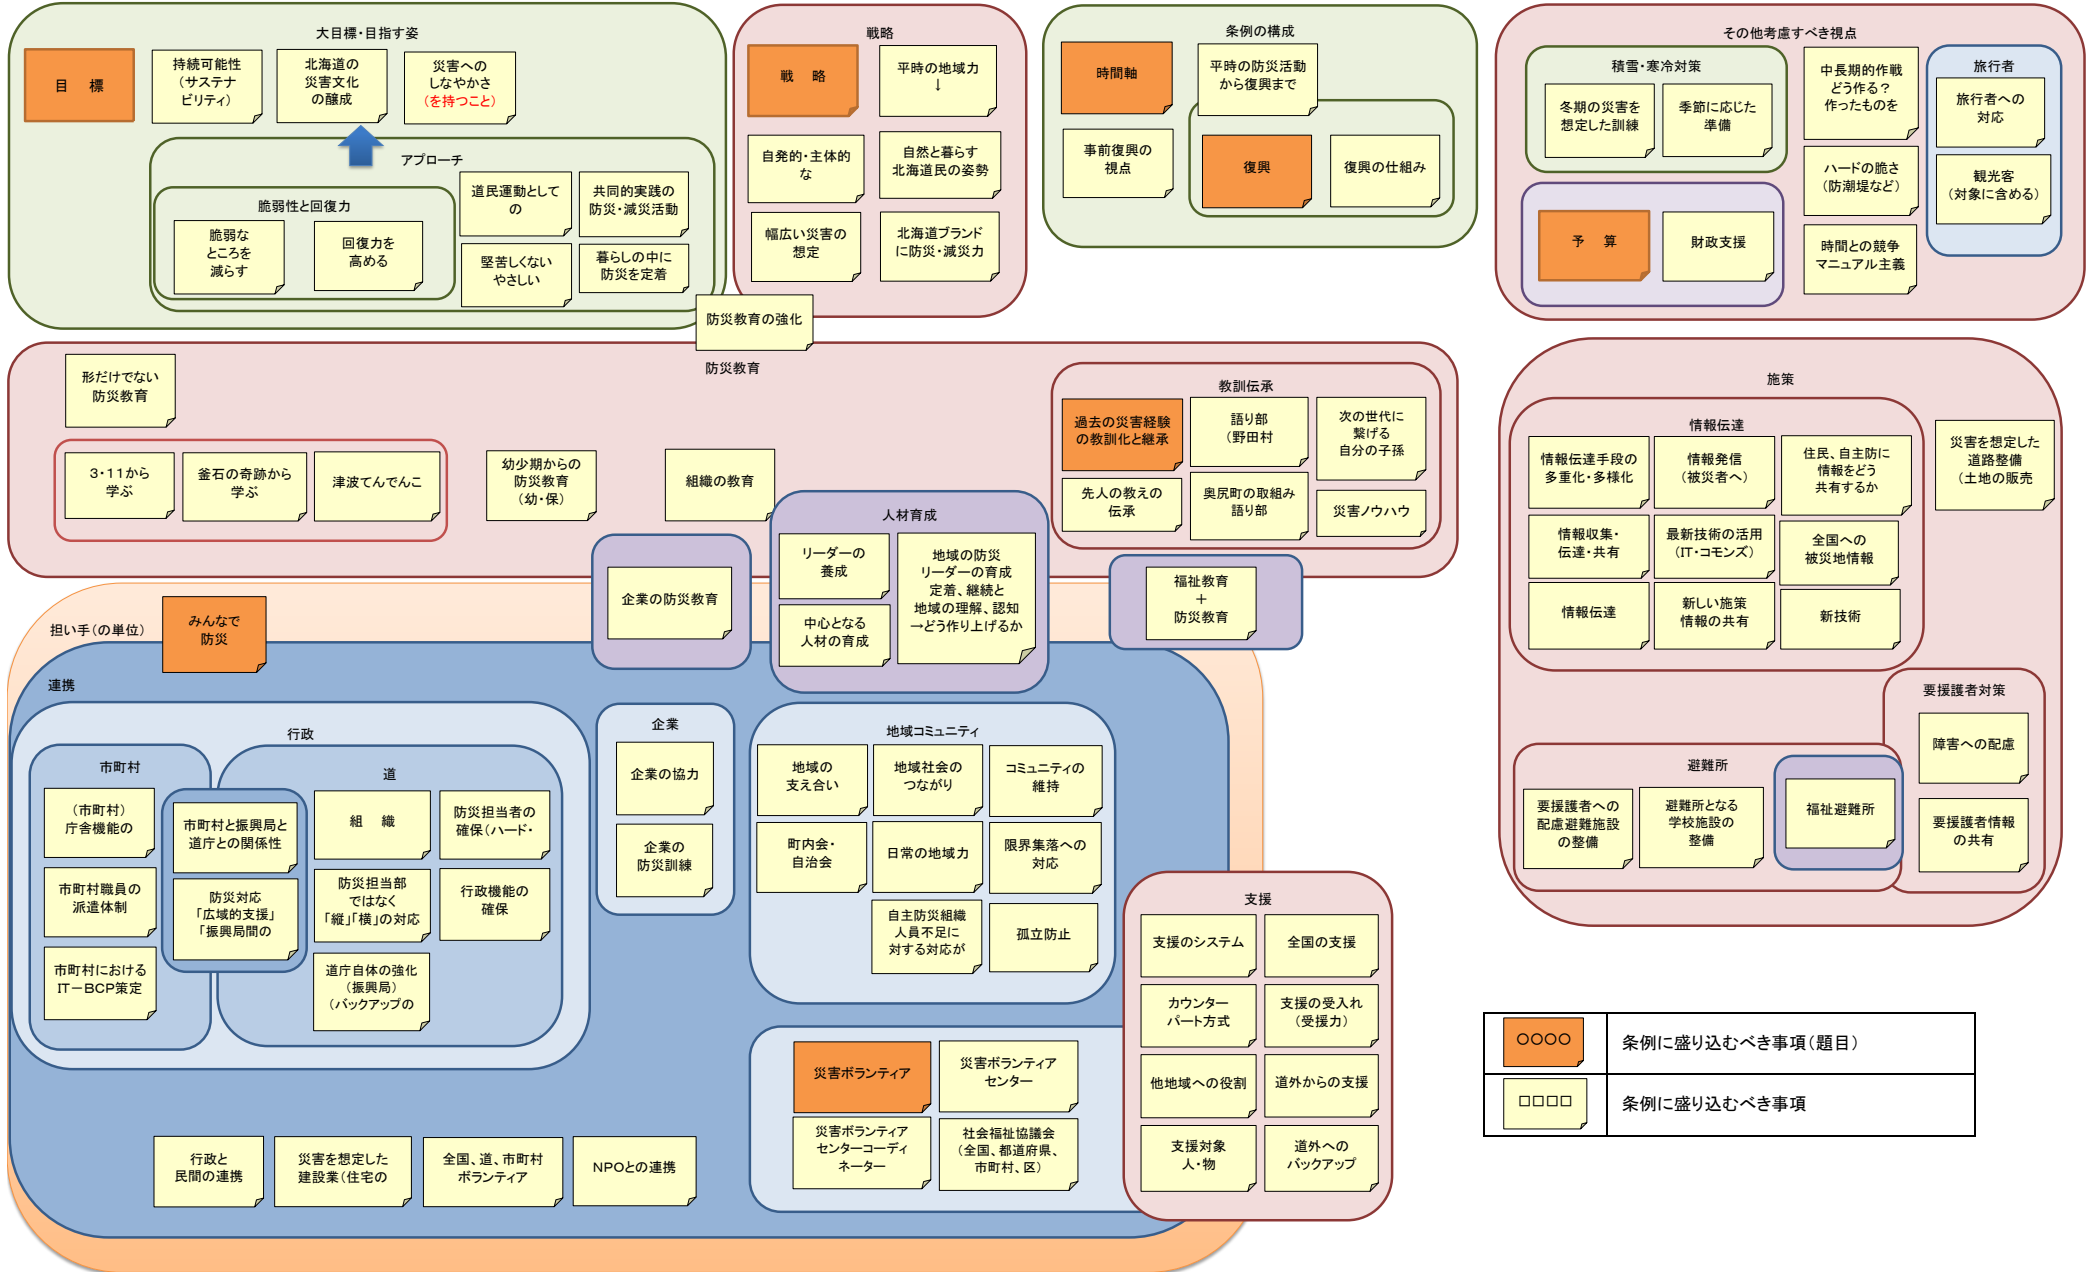 大目標・目指す姿
目　標
持続可能性
（サステナ
ビリティ）
北海道の
災害文化
の醸成
災害への
しなやかさ
（を持つこと）
アプローチ
脆弱性と回復力
脆弱な
ところを
減らす
回復力を
高める
道民運動として
の
共同的実践の
防災・減災活動
堅苦しくない
やさしい
暮らしの中に
防災を定着
戦略
戦　略
平時の地域力
↓
自発的・主体的
な
自然と暮らす
北海道民の姿勢
幅広い災害の
想定
北海道ブランド
に防災・減災力
防災教育の強化
条例の構成
時間軸
平時の防災活動
から復興まで
事前復興の
視点
復興
復興の仕組み
その他考慮すべき視点
積雪・寒冷対策
冬期の災害を
想定した訓練
季節に応じた
準備
予　算
財政支援
中長期的作戦
どう作る？
作ったものを
ハードの脆さ
（防潮堤など）
時間との競争
マニュアル主義
旅行者
旅行者への
対応
観光客
（対象に含める）
防災教育
形だけでない
防災教育
３・１１から
学ぶ
釜石の奇跡から
学ぶ
津波てんでんこ
幼少期からの
防災教育
（幼・保）
組織の教育
教訓伝承
過去の災害経験
の教訓化と継承
語り部
（野田村
次の世代に
繋げる
自分の子孫
先人の教えの
伝承
奥尻町の取組み
語り部
災害ノウハウ
人材育成
リーダーの
養成
中心となる
人材の育成
地域の防災
リーダーの育成
定着、継続と
地域の理解、認知
→どう作り上げるか
企業の防災教育
福祉教育
＋
防災教育
施策
情報伝達
情報伝達手段の
多重化・多様化
情報発信
（被災者へ）
住民、自主防に
情報をどう
共有するか
情報収集・
伝達・共有
最新技術の活用
（ＩＴ・コモンズ）
全国への
被災地情報
情報伝達
新しい施策
情報の共有
新技術
災害を想定した
道路整備
（土地の販売
要援護者対策
障害への配慮
要援護者情報
の共有
避難所
要援護者への
配慮避難施設
の整備
避難所となる
学校施設の
整備
福祉避難所
担い手（の単位）
みんなで
防災
連携
行政
市町村
（市町村）
庁舎機能の
市町村職員の
派遣体制
市町村における
ＩＴ－ＢＣＰ策定
市町村と振興局と
道庁との関係性
防災対応
「広域的支援」
「振興局間の
道
組　織
防災担当者の
確保（ハード・
防災担当部
ではなく
「縦」「横」の対応
行政機能の
確保
道庁自体の強化
（振興局）
（バックアップの
企業
企業の協力
企業の
防災訓練
地域コミュニティ
地域の
支え合い
地域社会の
つながり
コミュニティの
維持
町内会・
自治会
日常の地域力
限界集落への
対応
自主防災組織
人員不足に
対する対応が
孤立防止
災害ボランティア
災害ボランティア
センター
災害ボランティア
センターコーディ
ネーター
社会福祉協議会
（全国、都道府県、
市町村、区）
行政と
民間の連携
災害を想定した
建設業（住宅の
全国、道、市町村
ボランティア
ＮＰＯとの連携
支援
支援のシステム
全国の支援
カウンター
パート方式
支援の受入れ
（受援力）
他地域への役割
道外からの支援
支援対象
人・物
道外への
バックアップ
○○○○
条例に盛り込むべき事項（題目）
□□□□
条例に盛り込むべき事項